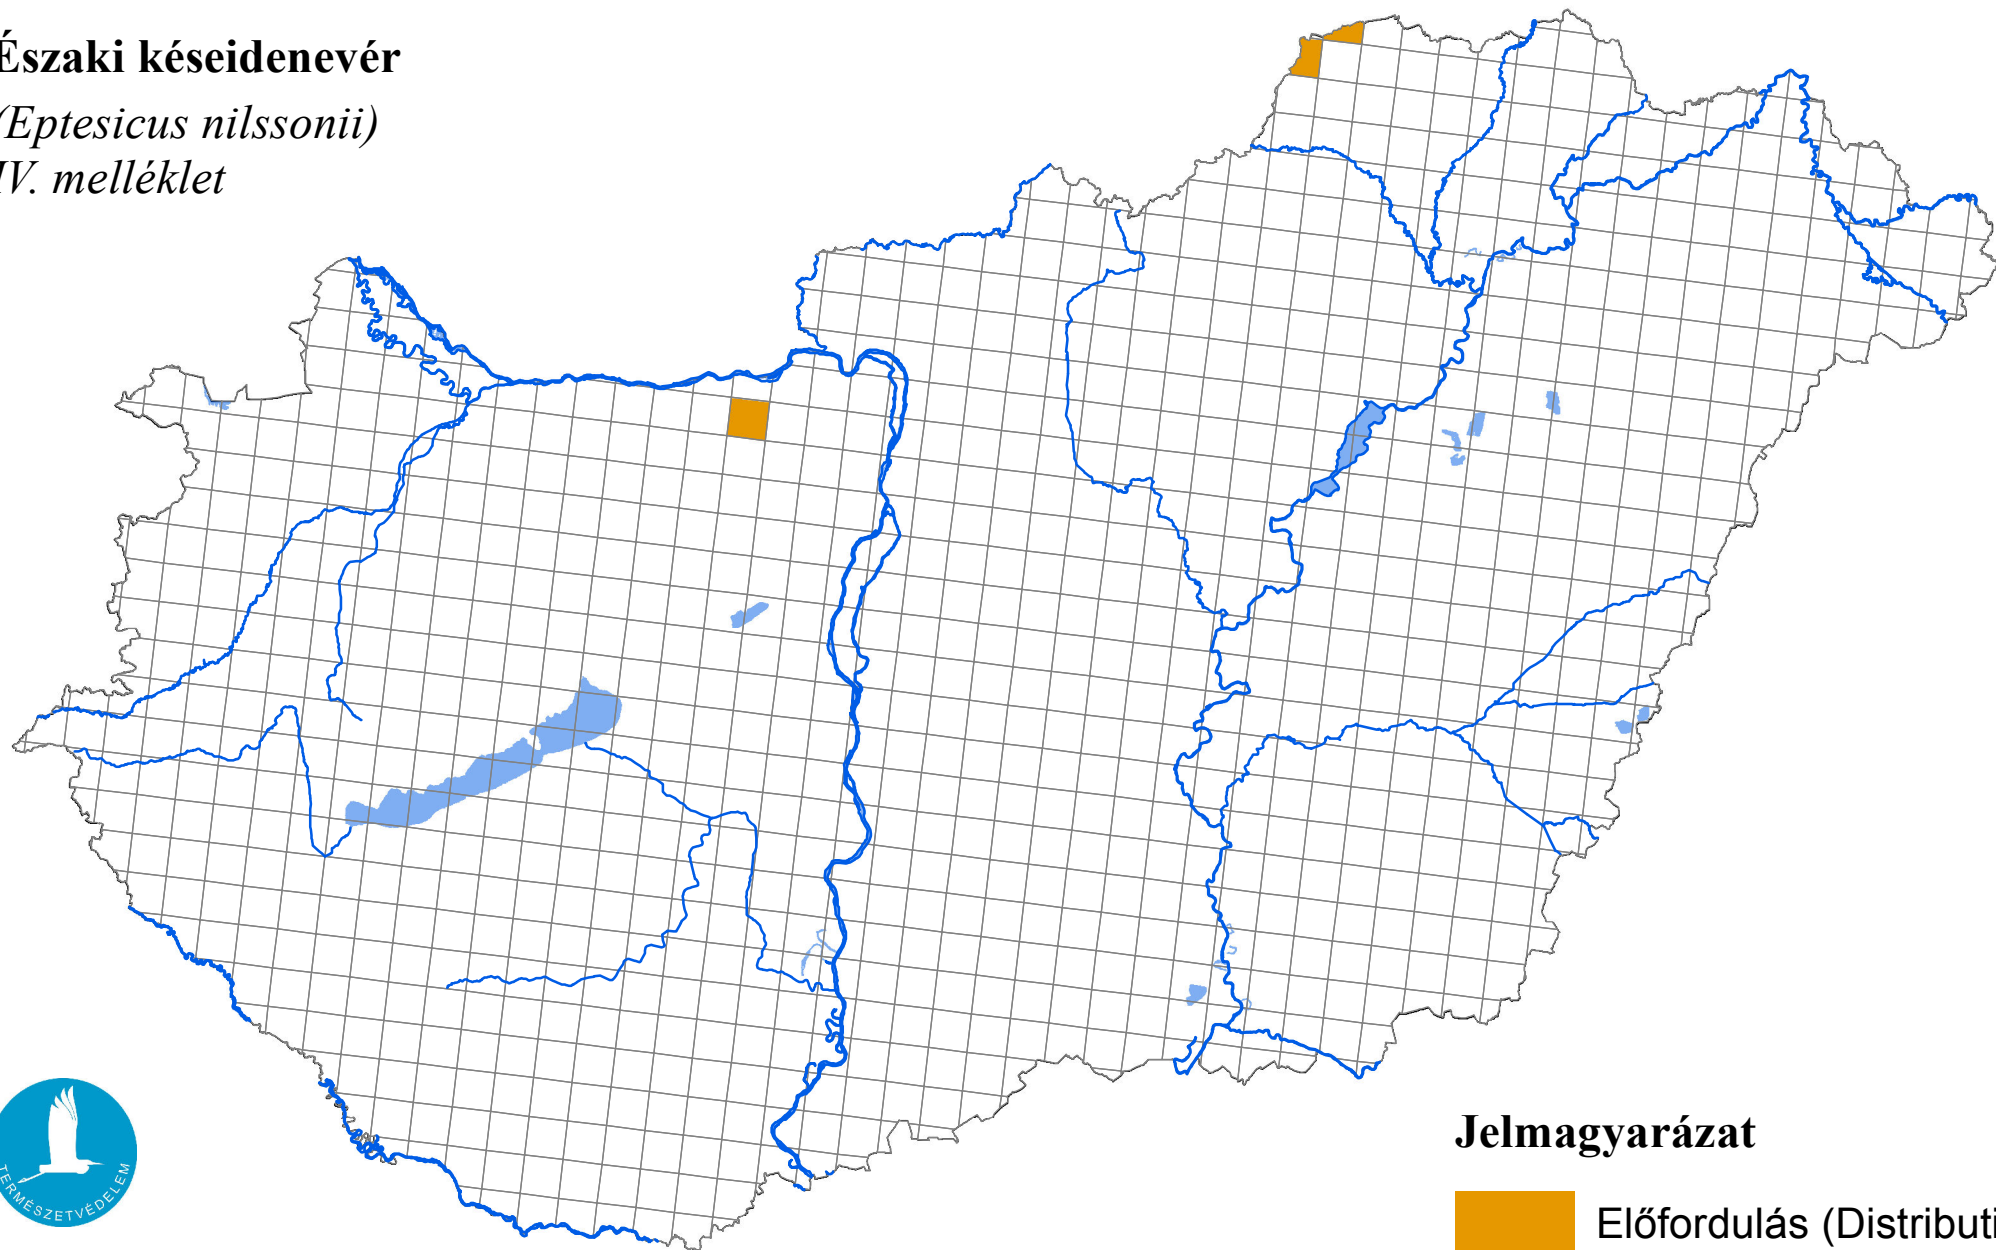 Északi késeidenevér
(Eptesicus nilssonii)
IV. melléklet
TERMÉSZETVÉDELEM
Jelmagyarázat
Előfordulás (Distributi